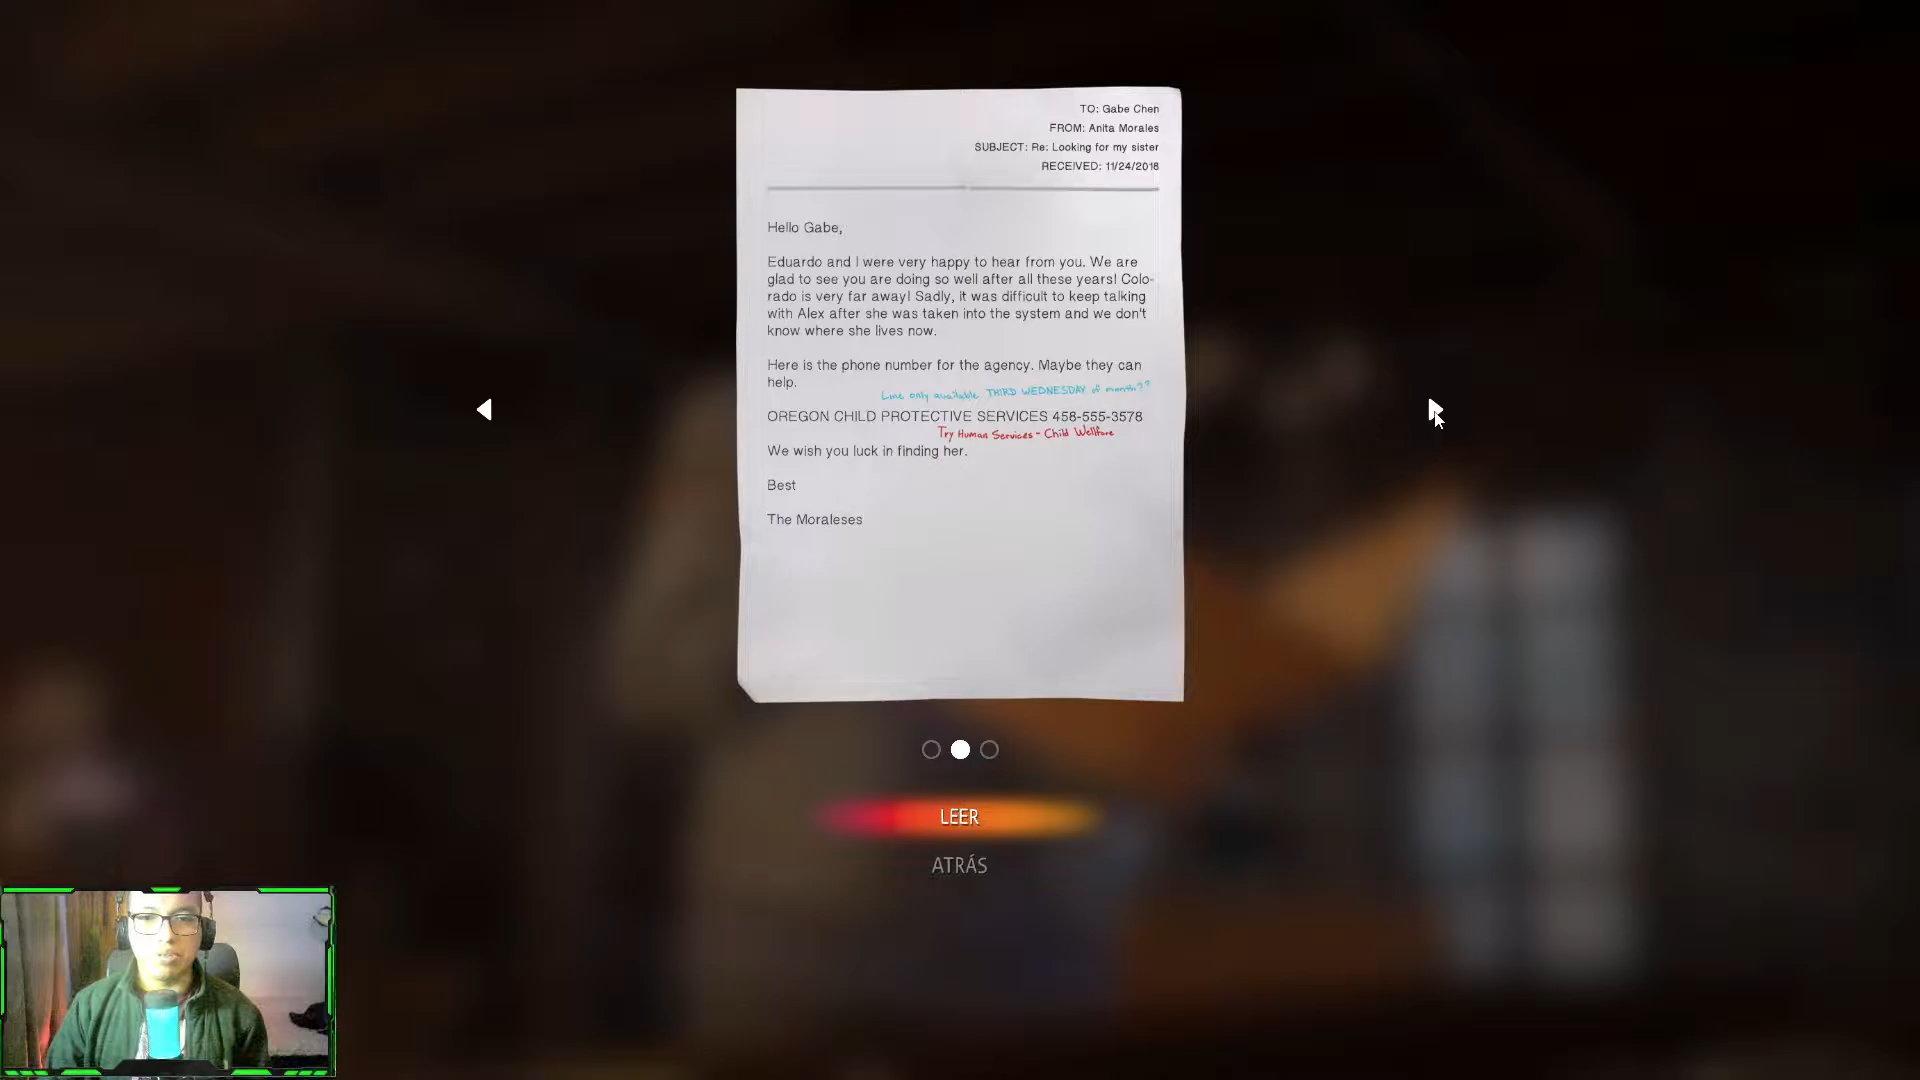 TO: Gabe Chen
FROM: Anita Morales
SUBJECT: Re: Looking for my sister
RECEIVED: 11/24/2018
Hello Gabe,
Eduardo and I were very happy to hear from you. We are
glad to see you are doing so well after all these years! Colo-
rado is very far away! Sadly, it was difficult to keep talking
with Alex after she was taken into the system and we don't
know where she lives now.
Here is the phone number for the agency. Maybe they can
help.
Line only available THIRD WEDNESDAY of month??
OREGON CHILD PROTECTIVE SERVICES 458-555-3578
Try Human Services - Child Wellfare
We wish you luck in finding her.
Best
The Moraleses
LEER
ATRÁS